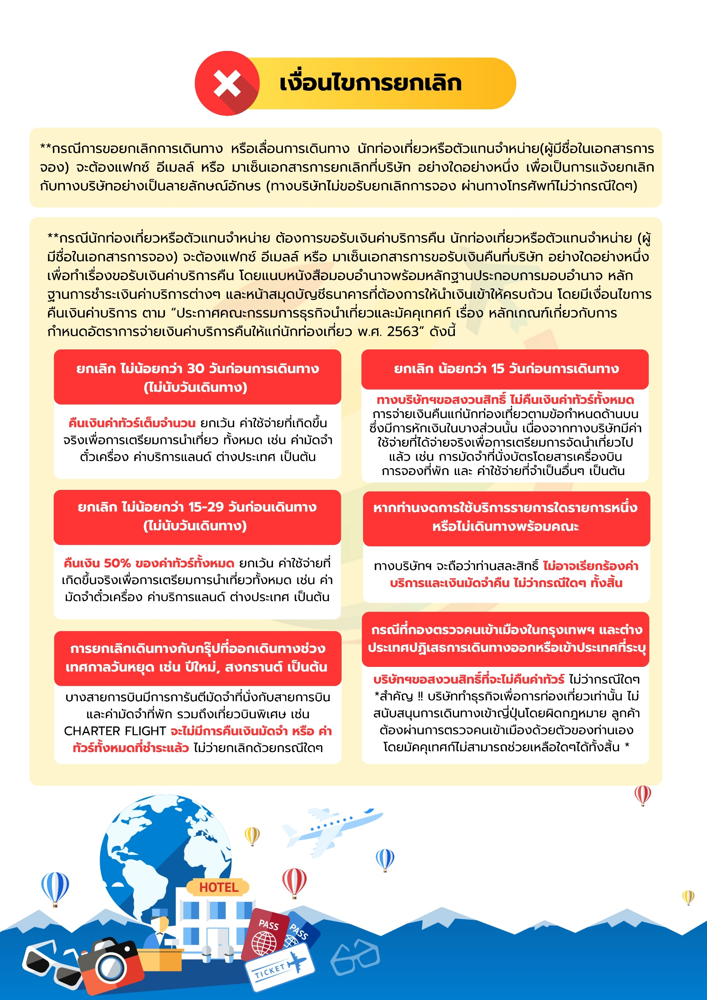 เงื่อนไขการยกเลิก
**กรณีการขอยกเลิกการเดินทาง หรือเลื่อนการเดินทาง นักท่องเที่ยวหรือตัวแทนจำหน่าย(ผู้มีชื่อในเอกสารการ
จอง) จะต้องแฟกซ์ อีเมลล์ หรือ มาเซ็นเอกสารการยกเลิกที่บริษัท อย่างใดอย่างหนึ่ง เพื่อเป็นการแจ้งยกเลิก
กับทางบริษัทอย่างเป็นลายลักษณ์อักษร (ทางบริษัทไม่ขอรับยกเลิกการจอง ผ่านทางโทรศัพท์ไม่ว่ากรณีใดๆ)
**กรณีนักท่องเที่ยวหรือตัวแทนจำหน่าย ต้องการขอรับเงินค่าบริการคืน นักท่องเที่ยวหรือตัวแทนจำหน่าย (ผู้
มีชื่อในเอกสารการจอง) จะต้องแฟกซ์ อีเมลล์ หรือ มาเซ็นเอกสารการขอรับเงินคืนที่บริษัท อย่างใดอย่างหนึ่ง
เพื่อทำเรื่องขอรับเงินค่าบริการคืน โดยแนบหนังสือมอบอำนาจพร้อมหลักฐานประกอบการมอบอำนาจ หลัก
ฐานการชำระเงินค่าบริการต่างๆ และหน้าสมุดบัญชีธนาคารที่ต้องการให้นำเงินเข้าให้ครบถ้วน โดยมีเงื่อนไขการ
คืนเงินค่าบริการ ตาม “ประกาศคณะกรรมการธุรกิจนำเที่ยวและมัคคุเทศก์ เรื่อง หลักเกณฑ์เกี่ยวกับการ
กำหนดอัตราการจ่ายเงินค่าบริการคืนให้แก่นักท่องเที่ยว พ.ศ. 2563” ดังนี้
ยกเลิก ไม่น้อยกว่า 30 วันก่อนการเดินทาง
(ไม่นับวันเดินทาง)
คืนเงินค่าทัวร์เต็มจำนวน ยกเว้น ค่าใช้จ่ายที่เกิดขึ้น
จริงเพื่อการเตรียมการนำเที่ยว ทั้งหมด เช่น ค่ามัดจำ
ตั๋วเครื่อง ค่าบริการแลนด์ ต่างประเทศ เป็นต้น
ยกเลิก ไม่น้อยกว่า 15-29 วันก่อนเดินทาง
(ไม่นับวันเดินทาง)
คืนเงิน 50% ของค่าทัวร์ทั้งหมด ยกเว้น ค่าใช้จ่ายที่
เกิดขึ้นจริงเพื่อการเตรียมการนำเที่ยวทั้งหมด เช่น ค่า
มัดจำตั๋วเครื่อง ค่าบริการแลนด์ ต่างประเทศ เป็นต้น
การยกเลิกเดินทางกับกรุ๊ปที่ออกเดินทางช่วง
เทศกาลวันหยุด เช่น ปีใหม่, สงกรานต์ เป็นต้น
บางสายการบินมีการการันตีมัดจำที่นั่งกับสายการบิน
และค่ามัดจำที่พัก รวมถึงเที่ยวบินพิเศษ เช่น
CHARTER FLIGHT จะไม่มีการคืนเงินมัดจำ หรือ ค่า
ทัวร์ทั้งหมดที่ชำระแล้ว ไม่ว่ายกเลิกด้วยกรณีใดๆ
ยกเลิก น้อยกว่า 15 วันก่อนการเดินทาง
ทางบริษัทฯขอสงวนสิทธิ์ ไม่คืนเงินค่าทัวร์ทั้งหมด
การจ่ายเงินคืนแก่นักท่องเที่ยวตามข้อกำหนดด้านบน
ซึ่งมีการหักเงินในบางส่วนนั้น เนื่องจากทางบริษัทมีค่า
ใช้จ่ายที่ได้จ่ายจริงเพื่อการเตรียมการจัดนำเที่ยวไป
แล้ว เช่น การมัดจำที่นั่งบัตรโดยสารเครื่องบิน
การจองที่พัก และ ค่าใช้จ่ายที่จำเป็นอื่นๆ เป็นต้น
หากท่านงดการใช้บริการรายการใดรายการหนึ่ง
หรือไม่เดินทางพร้อมคณะ
ทางบริษัทฯ จะถือว่าท่านสละสิทธิ์ ไม่อาจเรียกร้องค่า
บริการและเงินมัดจำคืน ไม่ว่ากรณีใดๆ ทั้งสิ้น
กรณีที่กองตรวจคนเข้าเมืองในกรุงเทพฯ และต่าง
ประเทศปฏิเสธการเดินทางออกหรือเข้าประเทศที่ระบุ
บริษัทฯขอสงวนสิทธิ์ที่จะไม่คืนค่าทัวร์ ไม่ว่ากรณีใดๆ
*สำคัญ !! บริษัททำธุรกิจเพื่อการท่องเที่ยวเท่านั้น ไม่
สนับสนุนการเดินทางเข้าญี่ปุ่นโดยผิดกฎหมาย ลูกค้า
ต้องผ่านการตรวจคนเข้าเมืองด้วยตัวของท่านเอง
โดยมัคคุเทศก์ไม่สามารถช่วยเหลือใดๆได้ทั้งสิ้น *
HOTEL
PASS
PASS
TICKET